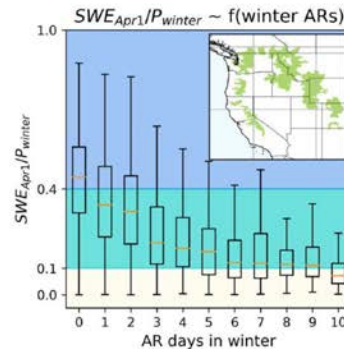 SWE_Apr1/P_winter ~ f(winter ARs)
SWE_Apr1/P_winter
1.0
0.4
0.1
0.0
0 1 2 3 4 5 6 7 8 9 10
AR days in winter